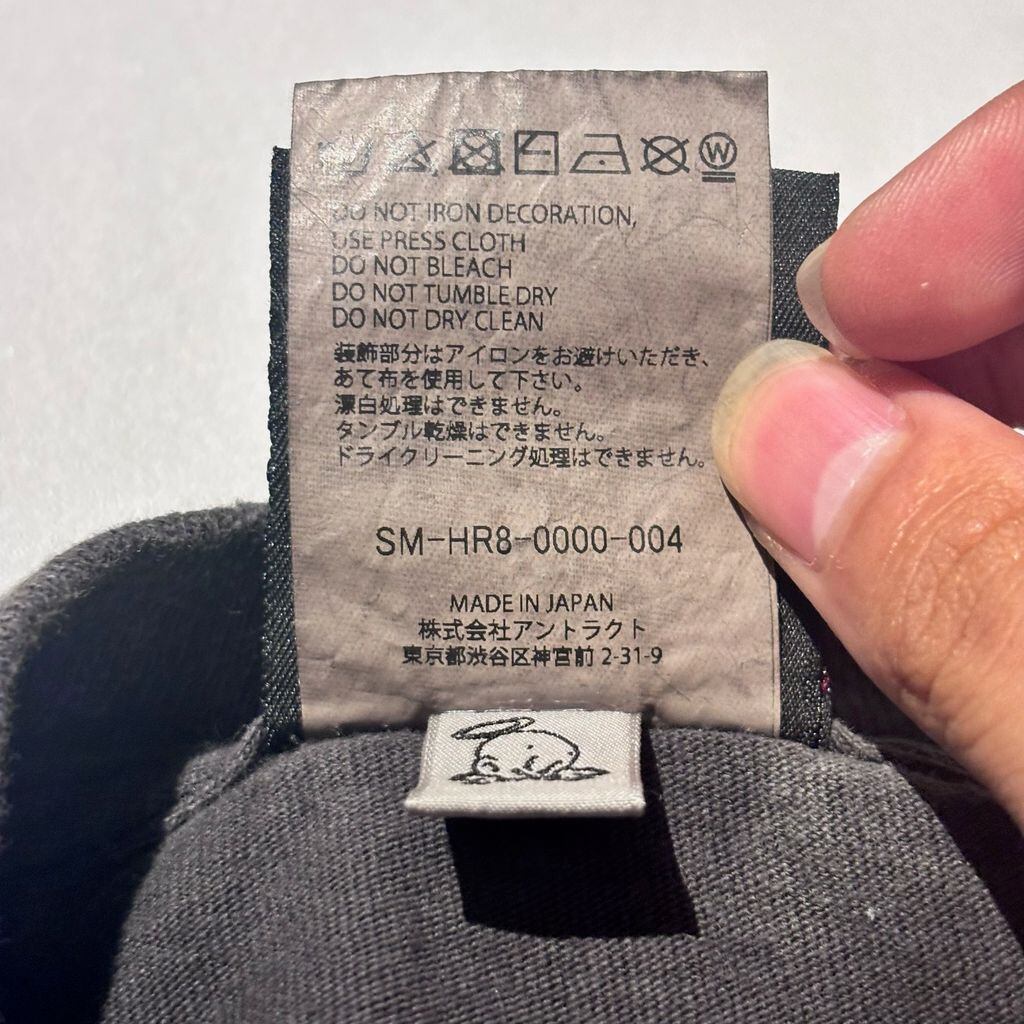 W
DO NOT IRON DECORATION,
USE PRESS CLOTH
DO NOT BLEACH
DO NOT TUMBLE DRY
DO NOT DRY CLEAN
装飾部分はアイロンをお避けいただき、
あて布を使用して下さい。
漂白処理はできません。
タンブル乾燥はできません。
ドライクリーニング処理はできません。
SM-HR8-0000-004
MADE IN JAPAN
株式会社アントラクト
東京都渋谷区神宮前 2-31-9